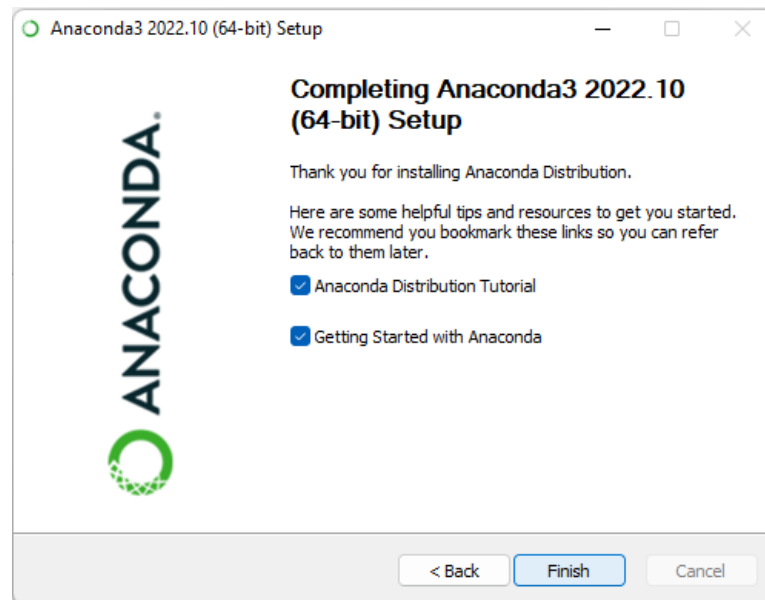 Anaconda3 2022.10 (64-bit) Setup
ANACONDA.
Completing Anaconda3 2022.10
(64-bit) Setup
Thank you for installing Anaconda Distribution.
Here are some helpful tips and resources to get you started.
We recommend you bookmark these links so you can refer
back to them later.
Anaconda Distribution Tutorial
Getting Started with Anaconda
< Back
Finish
Cancel